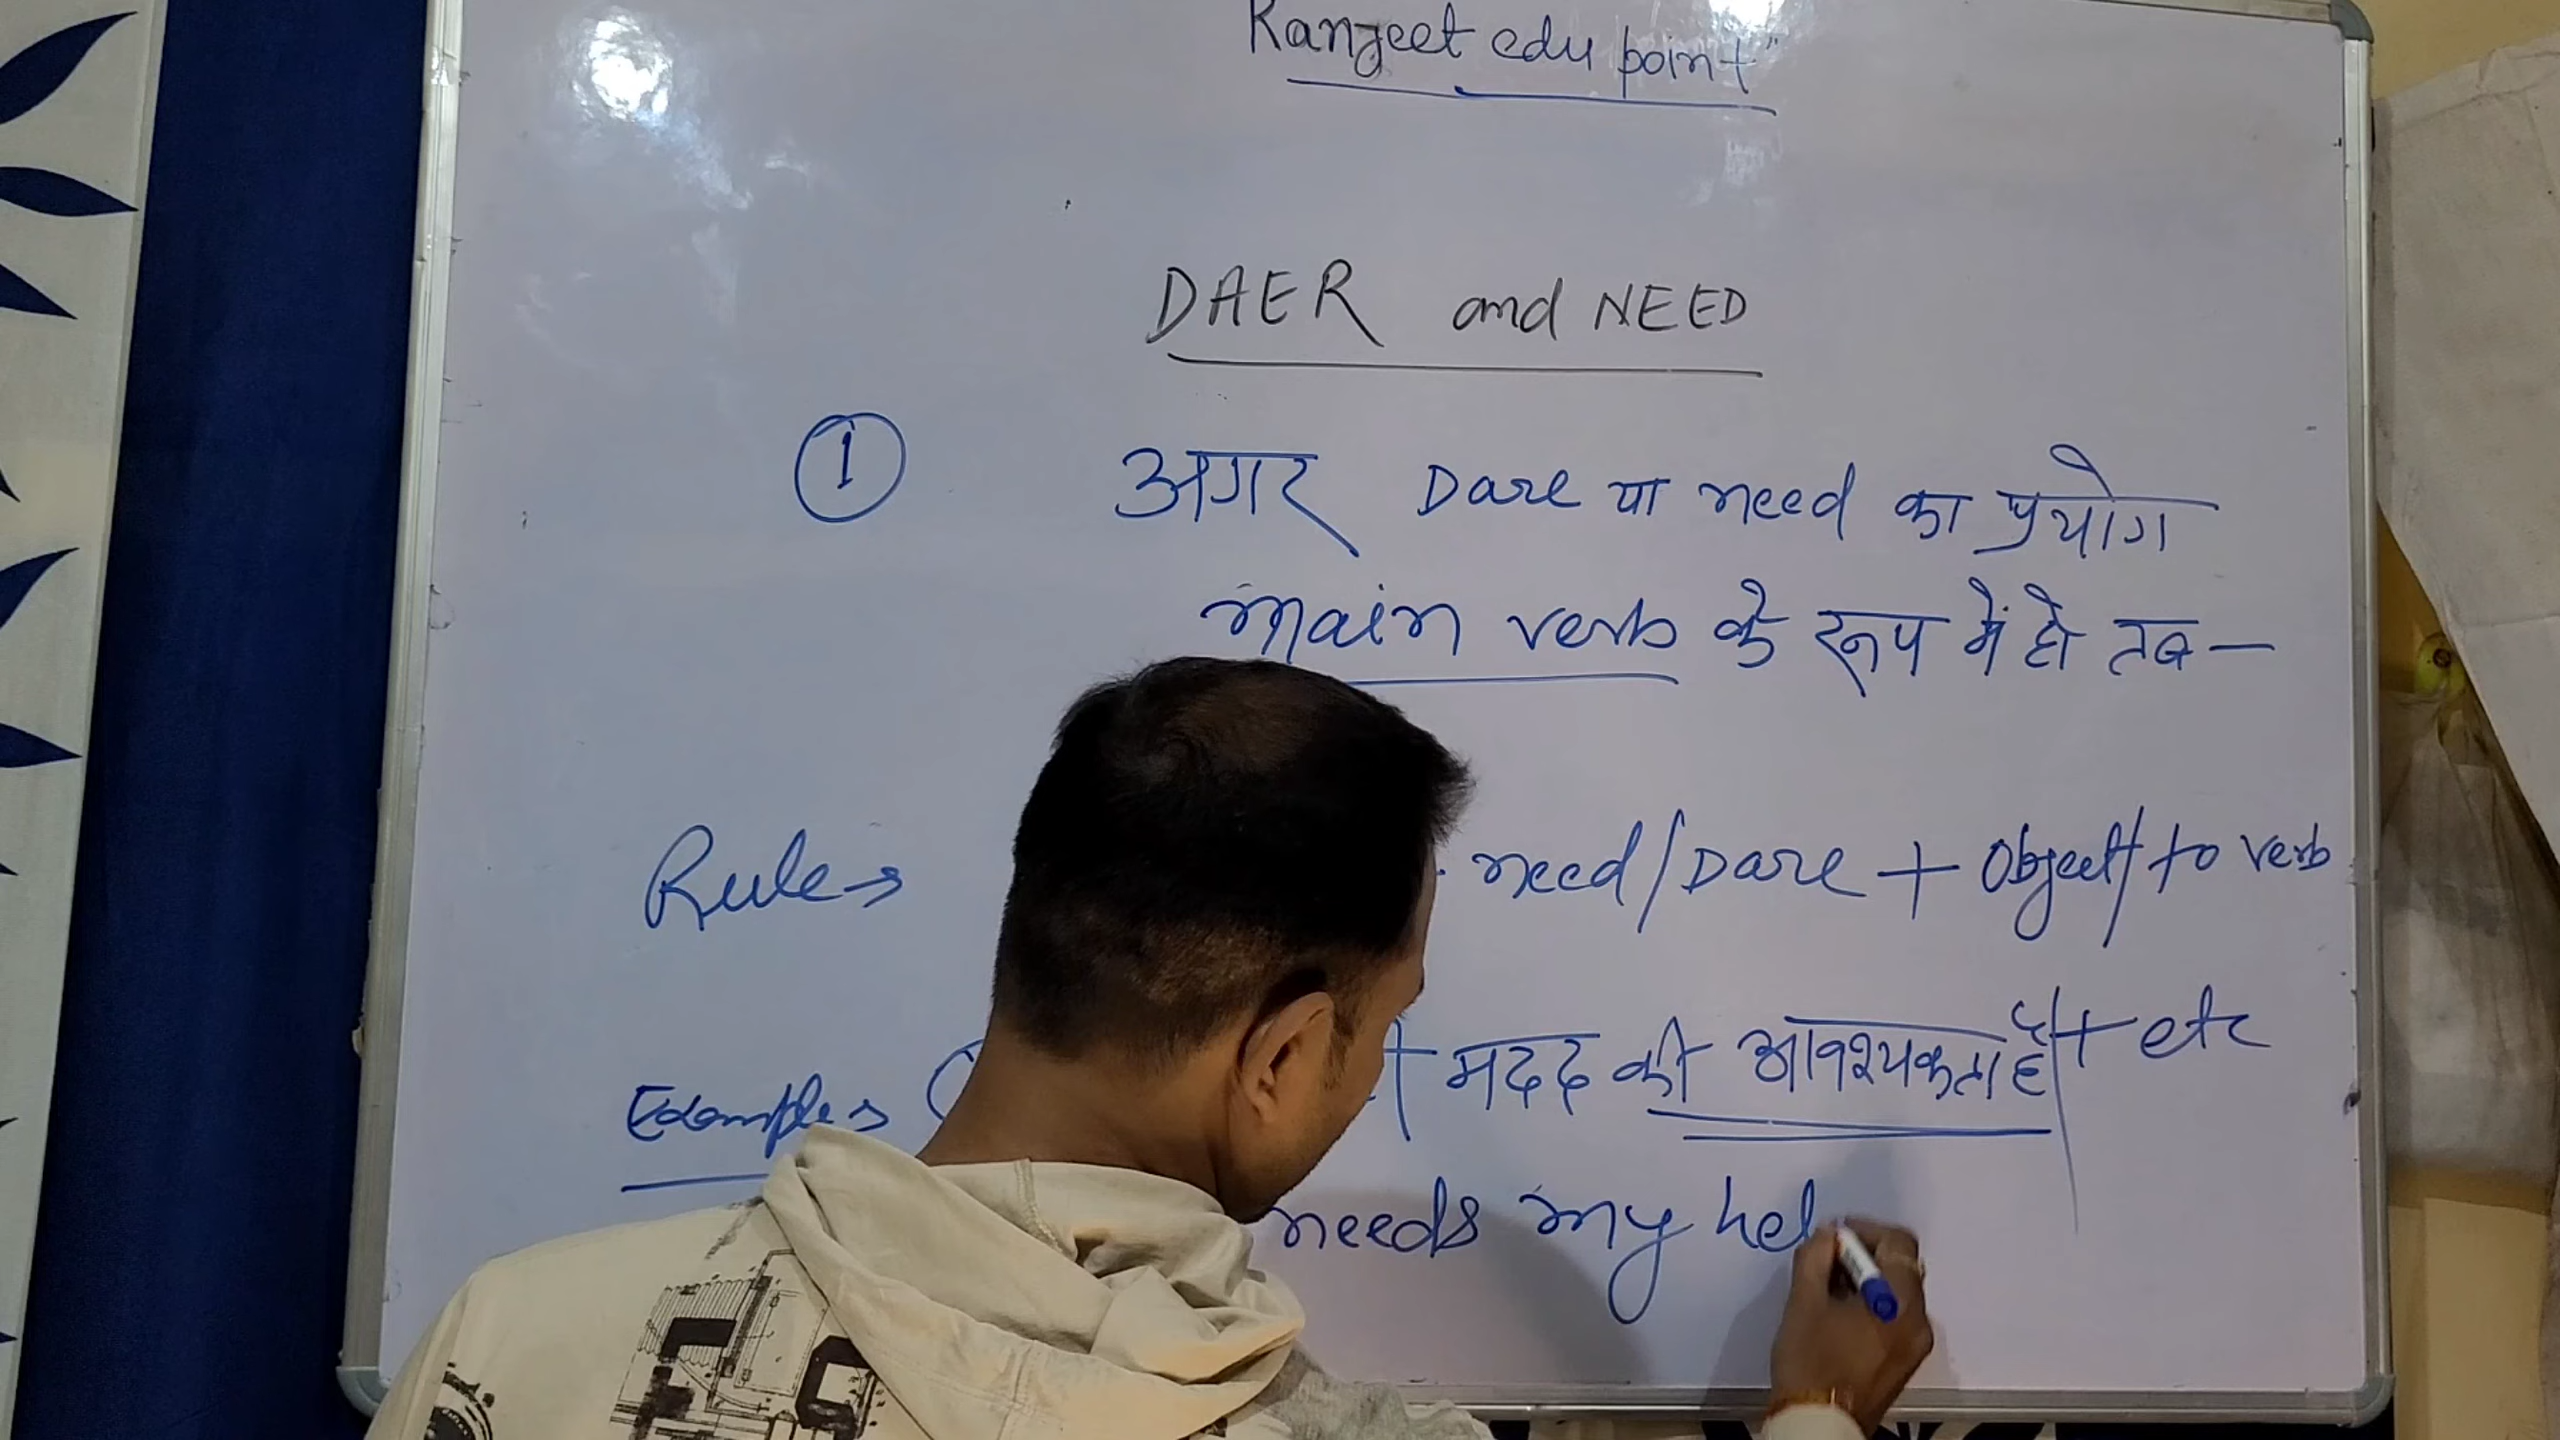 Ranjeet edu point"
DAER and NEED
1 अगर Dare या need का प्रयोग
main verb के रूप में हो तब-
Rule→ need/Dare + Object/to verb
Example→ मदद की आवश्यकता है + etc
needs my hel